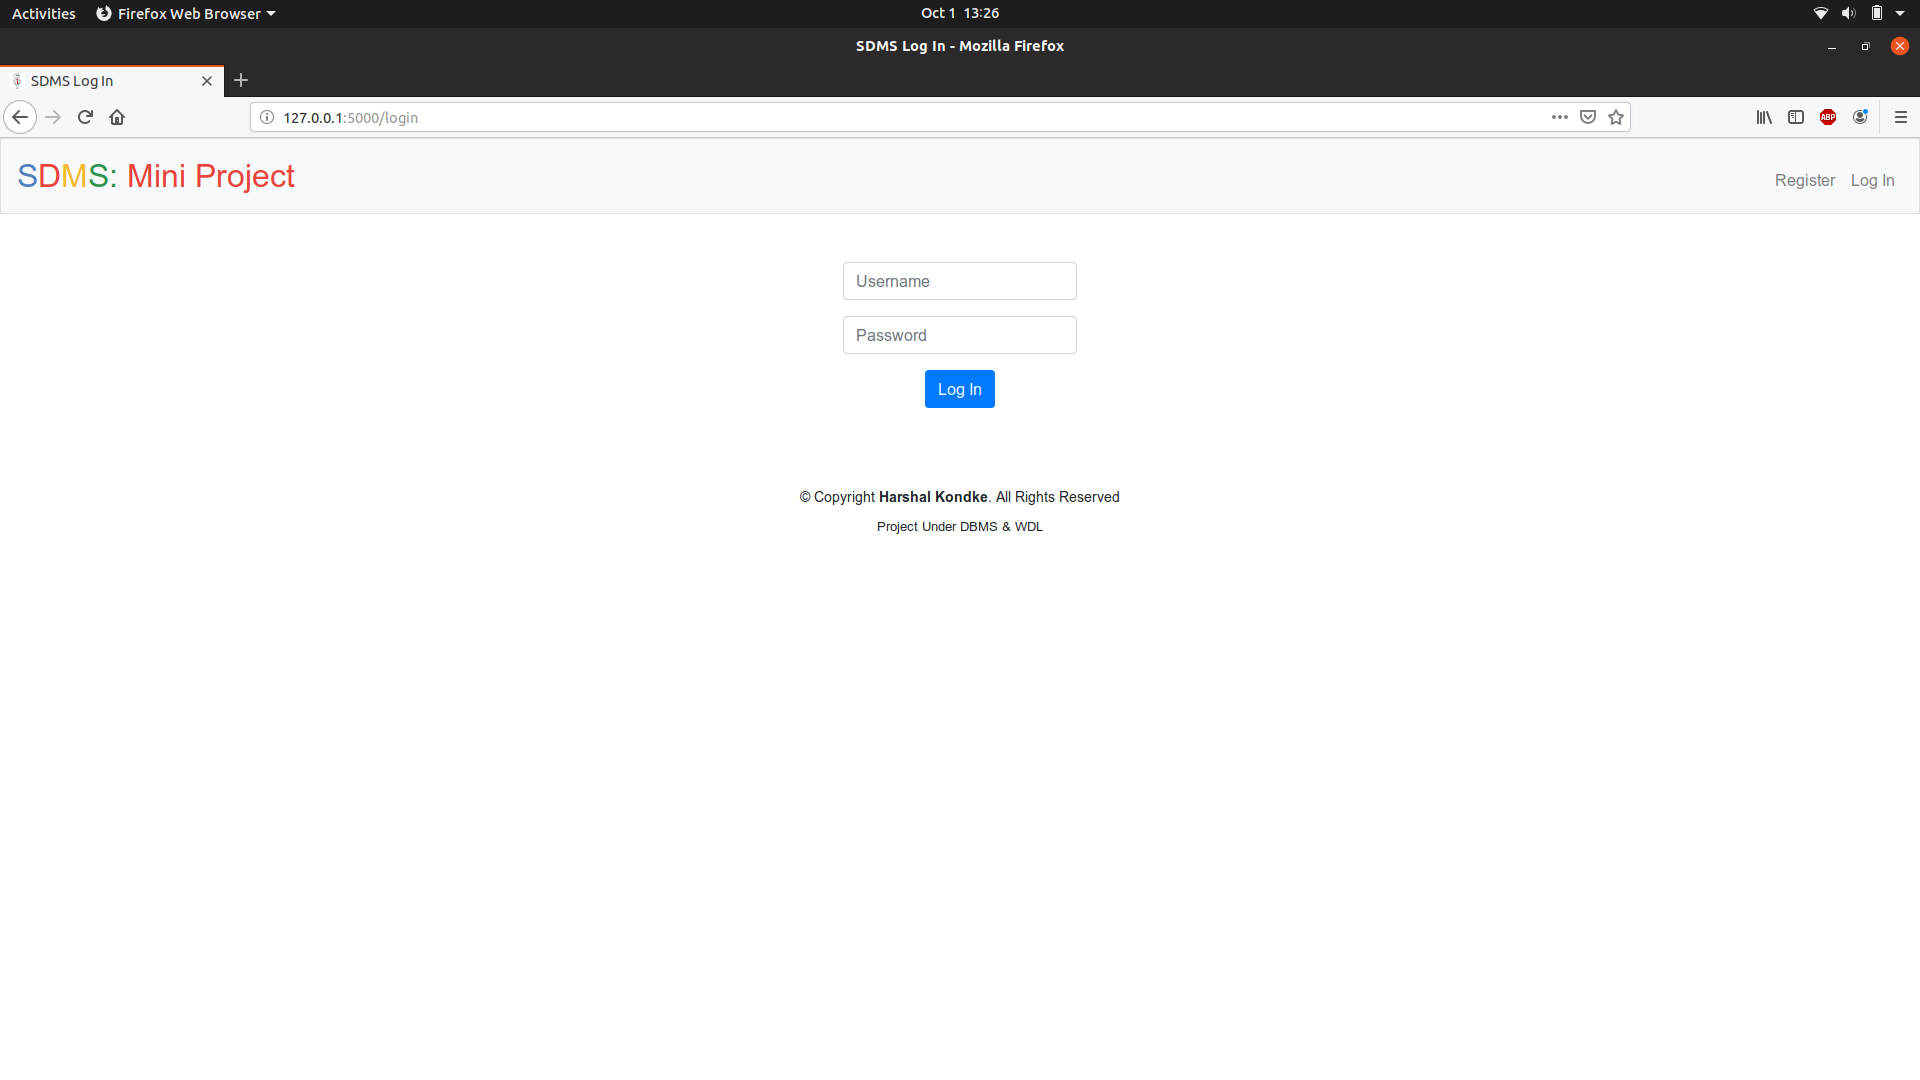 Activities Firefox Web Browser Oct 1 13:26
SDMS Log In - Mozilla Firefox
SDMS Log In
127.0.0.1:5000/login ABP
SDMS: Mini Project Register Log In
Username
Password
Log In
© Copyright Harshal Kondke. All Rights Reserved
Project Under DBMS & WDL